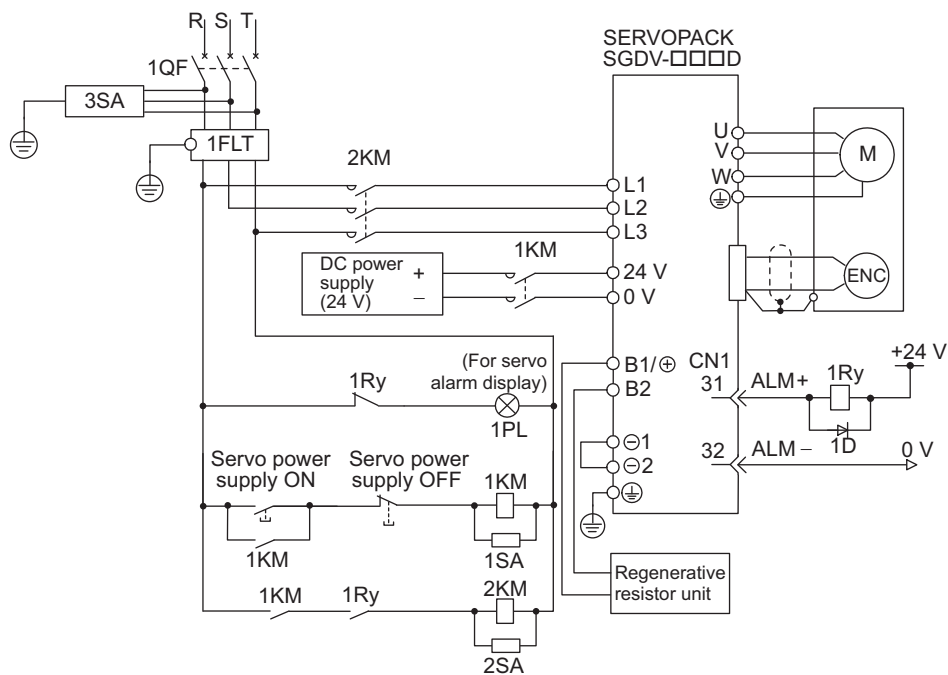 R S T
1QF
3SA
1FLT
2KM
SERVOPACK
SGDV-□□□D
U
V
W
M
L1
L2
L3
1KM
DC power
supply
(24 V)
+
−
24 V
0 V
ENC
B1/⊕
B2
CN1
+24 V
31
ALM+
1Ry
1D
32
ALM −
0 V
⊖1
⊖2
1Ry
(For servo
alarm display)
1PL
Servo power
supply ON
Servo power
supply OFF
1KM
1KM
1SA
1KM
1Ry
2KM
2SA
Regenerative
resistor unit